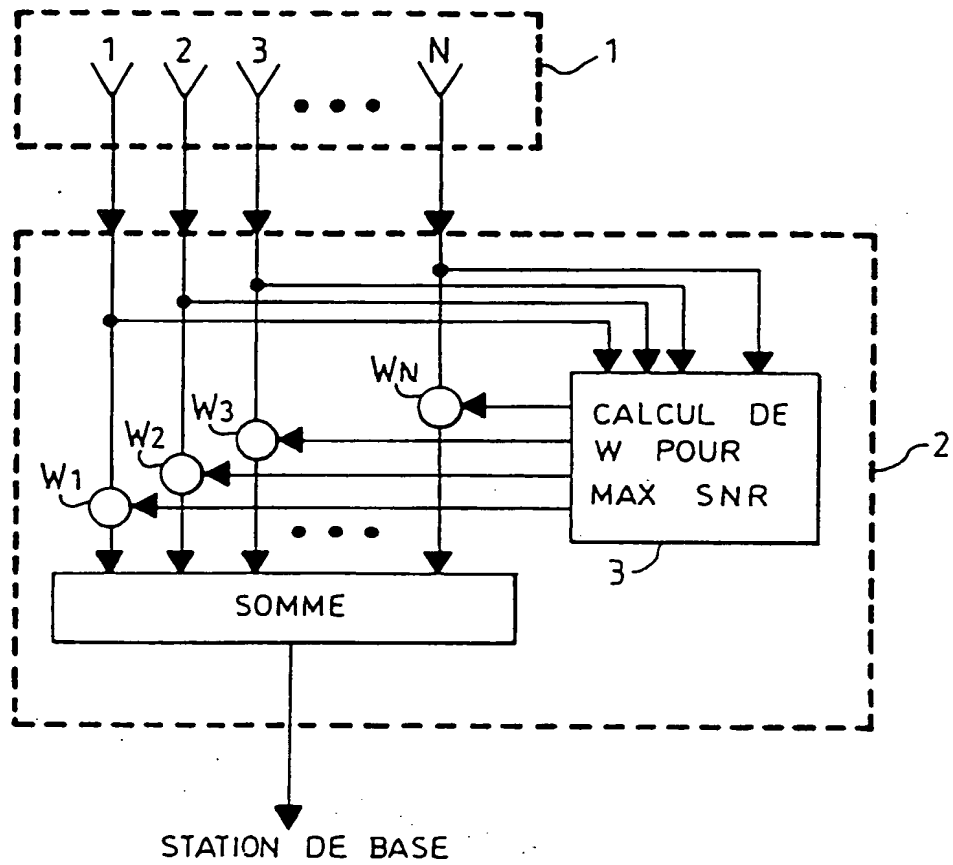 1 2 3 N
1
WN
W3
W2
W1
CALCUL DE
W POUR
MAX SNR
2
3
SOMME
STATION DE BASE